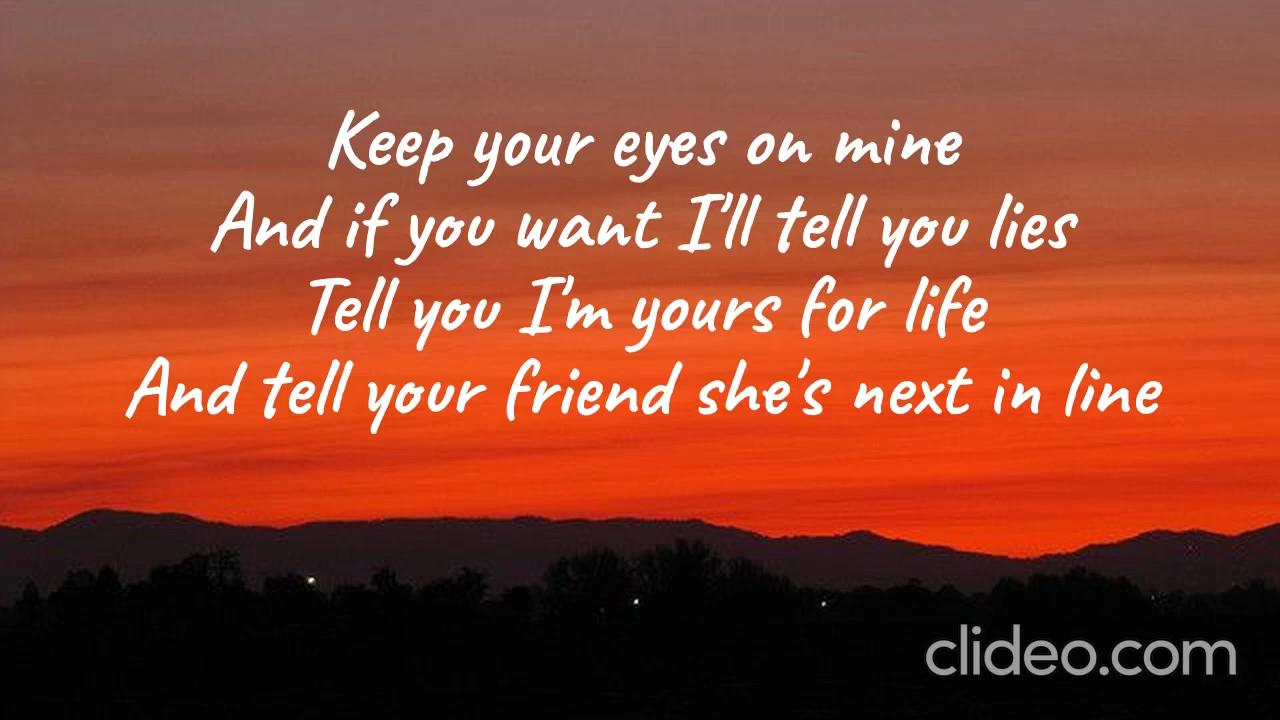 Keep your eyes on mine
And if you want I'll tell you lies
Tell you I'm yours for life
And tell your friend she's next in line
clideo.com